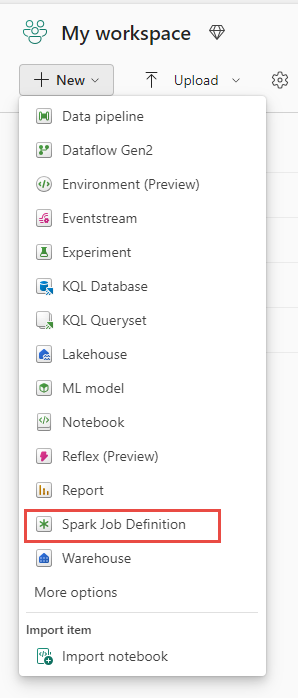 My workspace
New
Upload
Data pipeline
Dataflow Gen2
Environment (Preview)
Eventstream
Experiment
KQL Database
KQL Queryset
Lakehouse
ML model
Notebook
Reflex (Preview)
Report
Spark Job Definition
Warehouse
More options
Import item
Import notebook